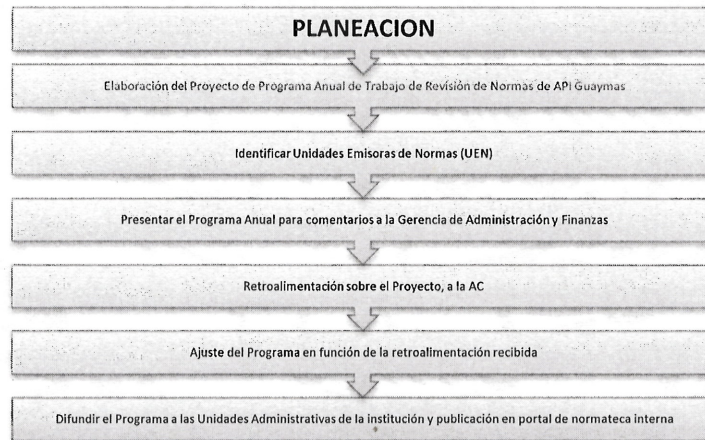 PLANEACION
Elaboración del Proyecto de Programa Anual de Trabajo de Revisión de Normas de API Guaymas
Identificar Unidades Emisoras de Normas (UEN)
Presentar el Programa Anual para comentarios a la Gerencia de Administración y Finanzas
Retroalimentación sobre el Proyecto, a la AC
Ajuste del Programa en función de la retroalimentación recibida
Difundir el Programa a las Unidades Administrativas de la institución y publicación en portal de normateca interna